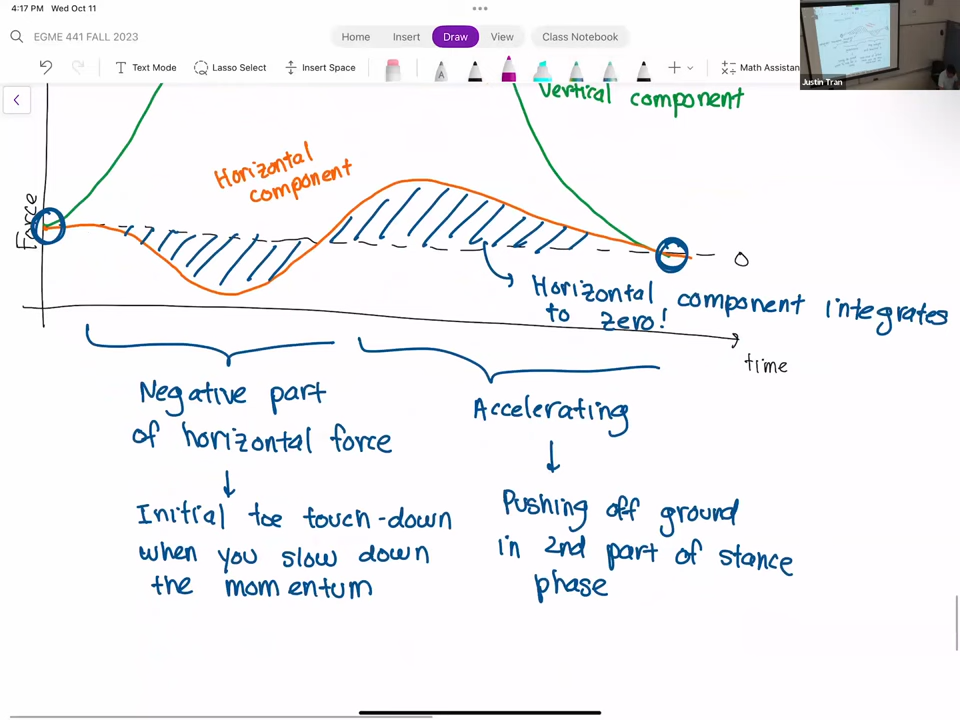 4:17 PM Wed Oct 11
EGME 441 FALL 2023
Home Insert Draw View Class Notebook
Text Mode Lasso Select Insert Space Math Assistan
Justin Tran
Vertical component
Horizontal
component
Force
0
Horizontal component integrates
to zero!
time
Negative part
of horizontal force
Accelerating
Initial toe touch-down
when you slow down
the momentum
Pushing off ground
in 2nd part of stance
phase